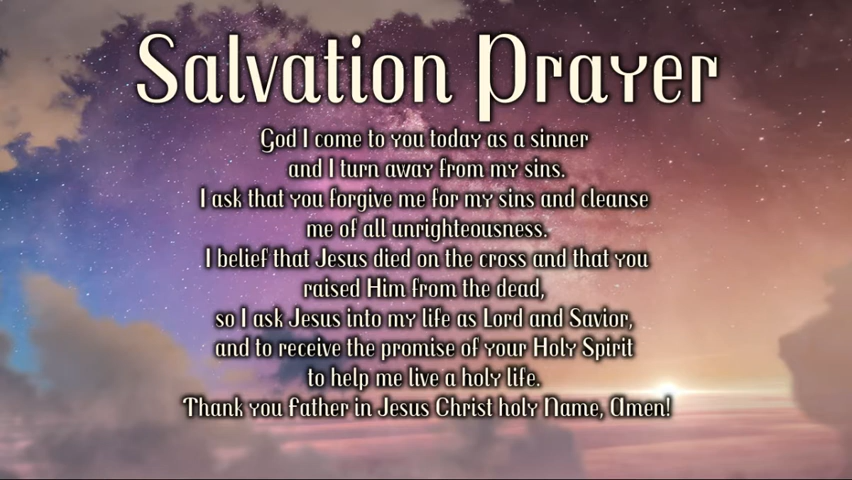 Salvation Prayer
God I come to you today as a sinner
and I turn away from my sins.
I ask that you forgive me for my sins and cleanse
me of all unrighteousness.
I belief that Jesus died on the cross and that you
raised Him from the dead,
so I ask Jesus into my life as Lord and Savior,
and to receive the promise of your Holy Spirit
to help me live a holy life.
Thank you Father in Jesus Christ holy Name, Amen!